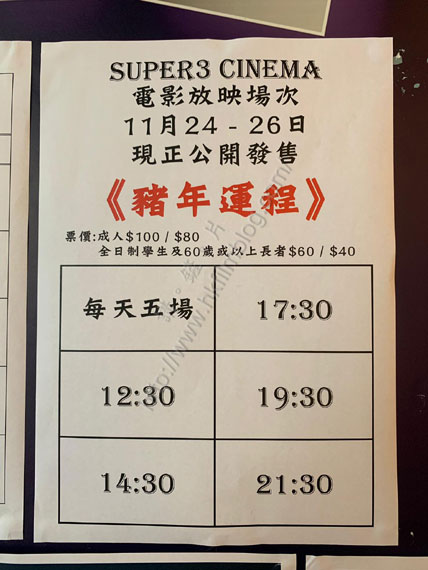 SUPER3 CINEMA
電影放映場次
11月24 - 26日
現正公開發售
《豬年運程》
票價:成人$100 / $80
全日制學生及60歲或以上長者$60 / $40
每天五場 17:30
12:30 19:30
14:30 21:30